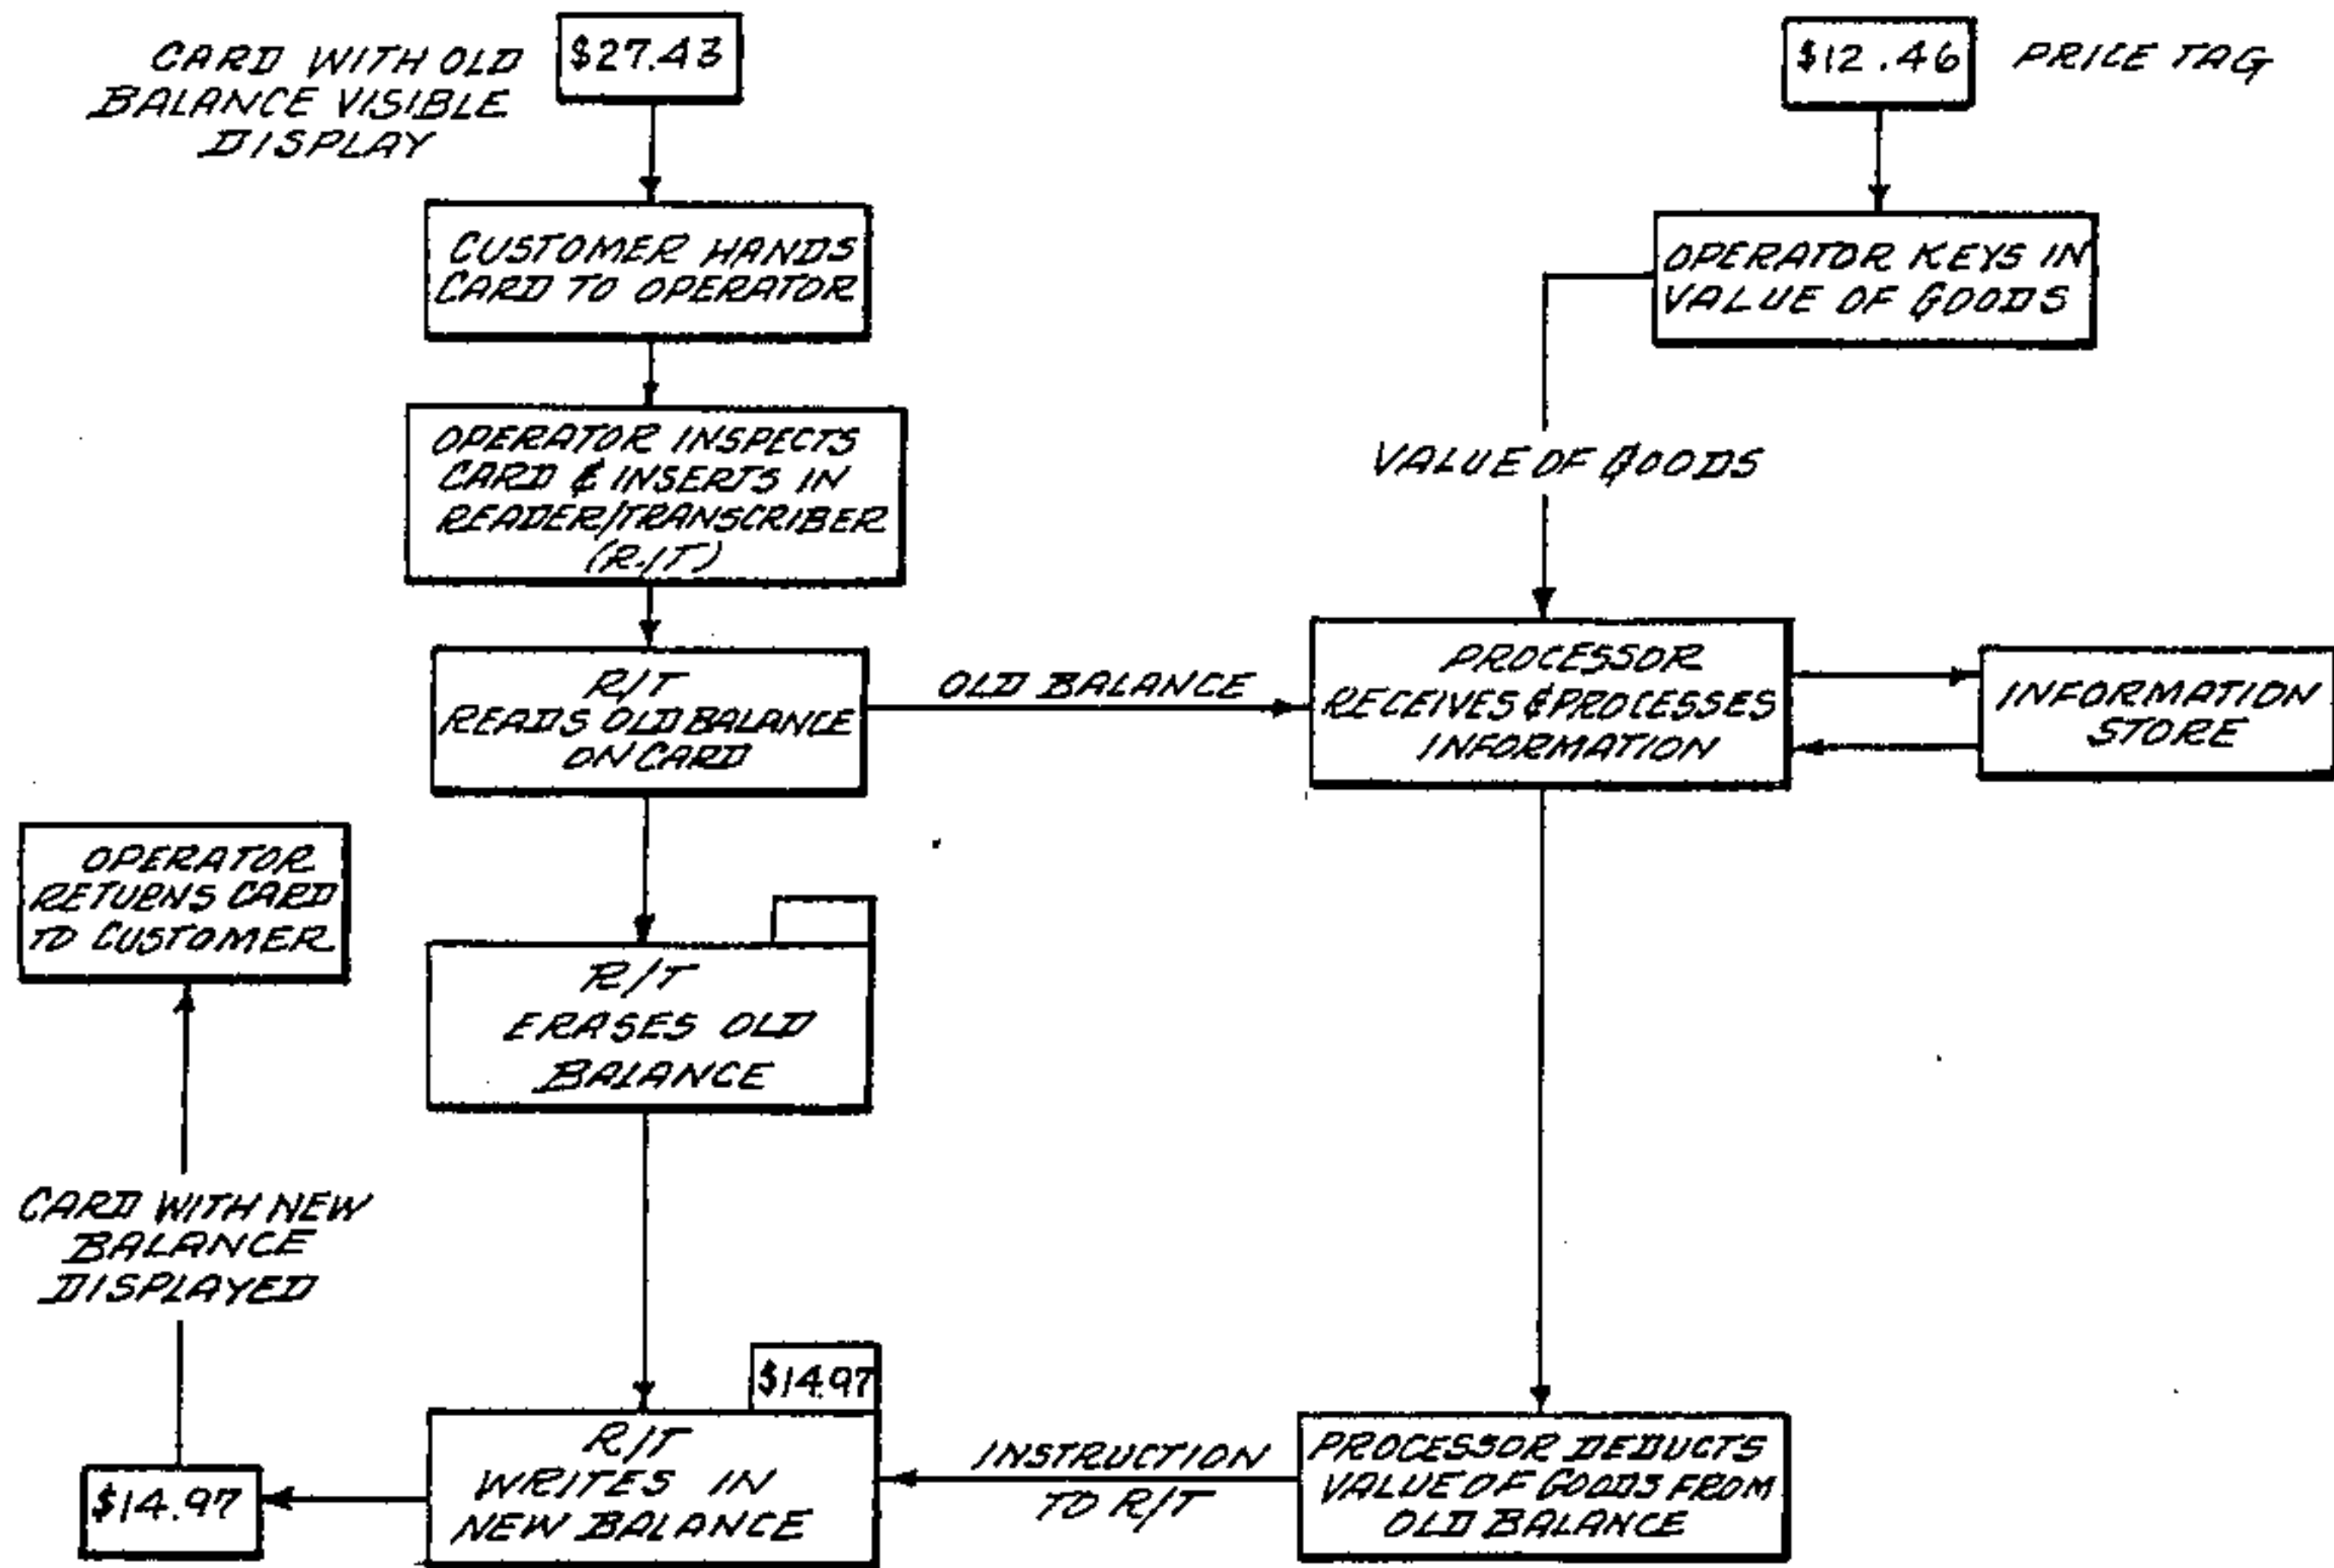 CARD WITH OLD
BALANCE VISIBLE
DISPLAY
$27.43
$12.46
PRICE TAG
CUSTOMER HANDS
CARD TO OPERATOR
OPERATOR KEYS IN
VALUE OF GOODS
OPERATOR INSPECTS
CARD & INSERTS IN
READER/TRANSCRIBER
(R/T)
VALUE OF GOODS
R/T
READS OLD BALANCE
ON CARD
OLD BALANCE
PROCESSOR
RECEIVES & PROCESSES
INFORMATION
INFORMATION
STORE
OPERATOR
RETURNS CARD
TO CUSTOMER
R/T
ERASES OLD
BALANCE
CARD WITH NEW
BALANCE
DISPLAYED
$14.97
$14.97
R/T
WRITES IN
NEW BALANCE
INSTRUCTION
TO R/T
PROCESSOR DEDUCTS
VALUE OF GOODS FROM
OLD BALANCE